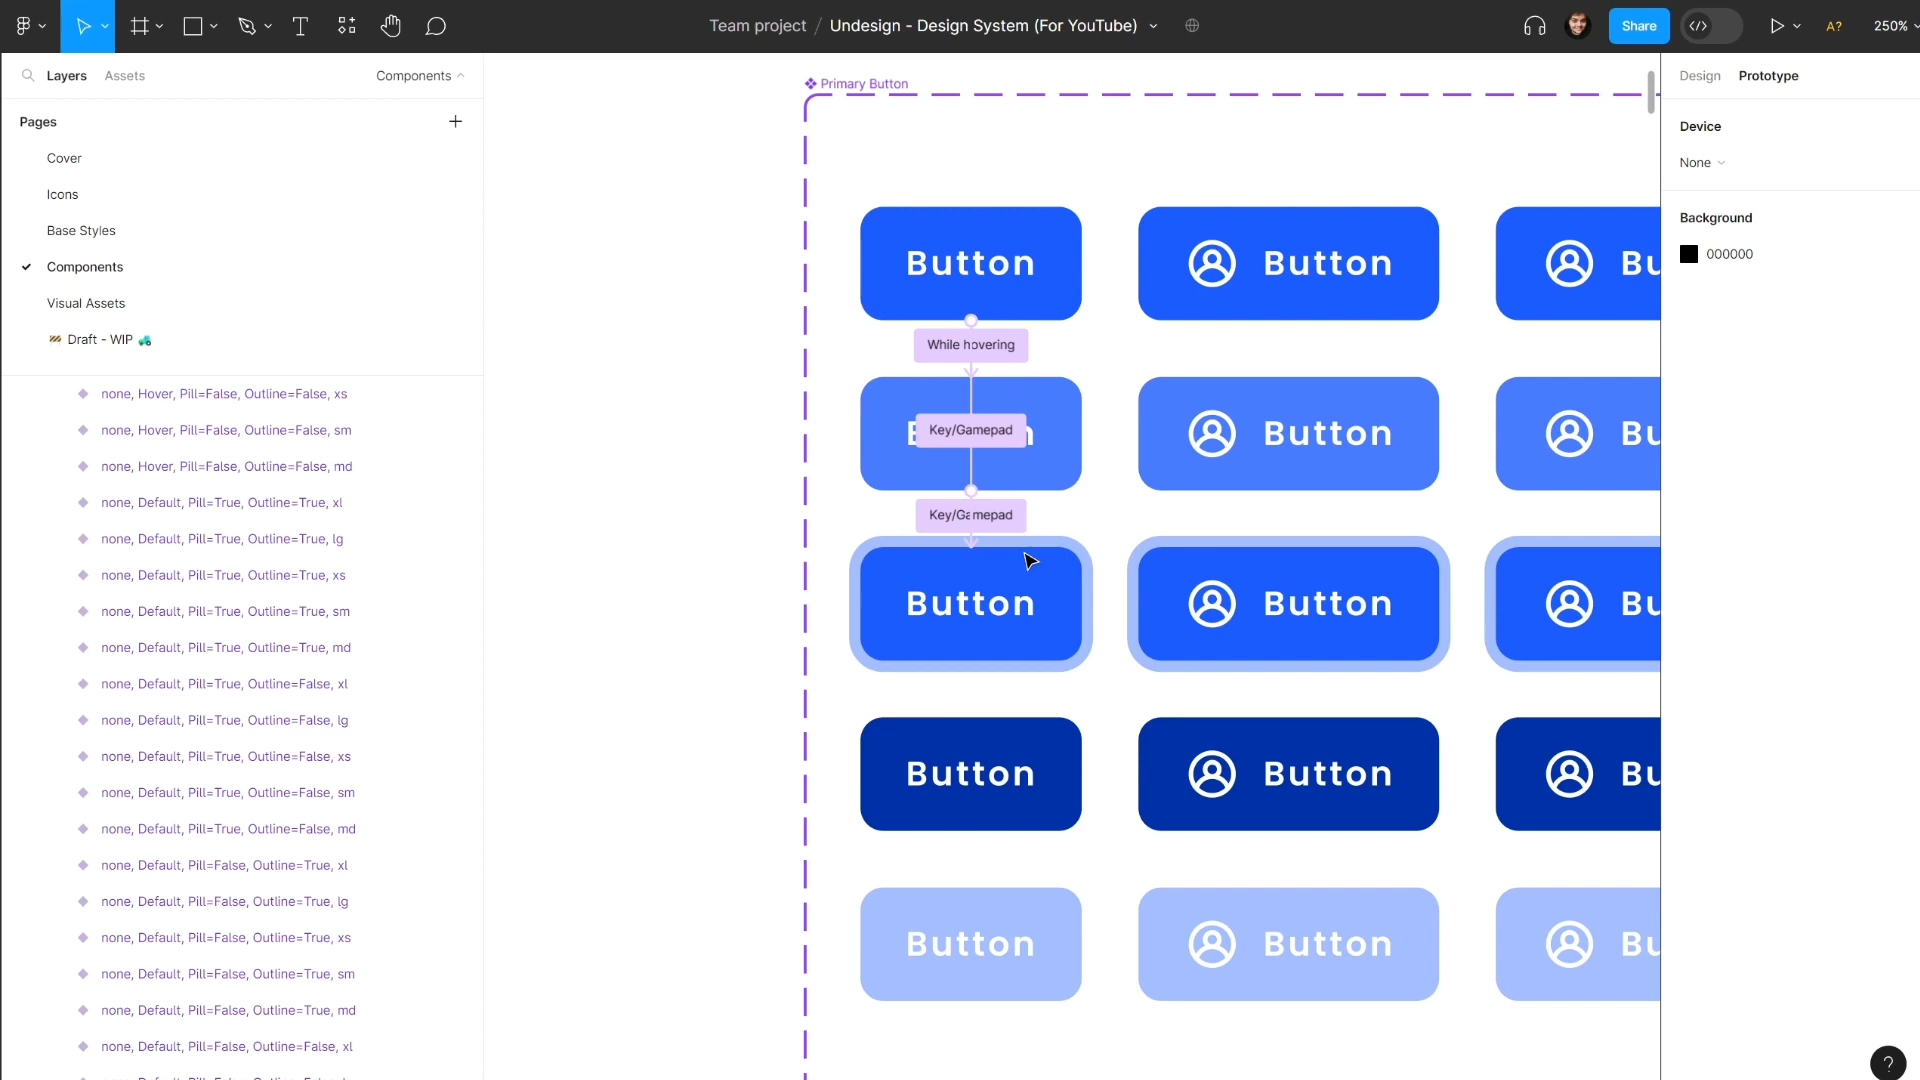 Team project / Undesign - Design System (For YouTube)
Share
A?
250%
Layers
Assets
Components
Pages
Cover
Icons
Base Styles
Components
Visual Assets
Draft - WIP
none, Hover, Pill=False, Outline=False, xs
none, Hover, Pill=False, Outline=False, sm
none, Hover, Pill=False, Outline=False, md
none, Default, Pill=True, Outline=True, xl
none, Default, Pill=True, Outline=True, lg
none, Default, Pill=True, Outline=True, xs
none, Default, Pill=True, Outline=True, sm
none, Default, Pill=True, Outline=True, md
none, Default, Pill=True, Outline=False, xl
none, Default, Pill=True, Outline=False, lg
none, Default, Pill=True, Outline=False, xs
none, Default, Pill=True, Outline=False, sm
none, Default, Pill=True, Outline=False, md
none, Default, Pill=False, Outline=True, xl
none, Default, Pill=False, Outline=True, lg
none, Default, Pill=False, Outline=True, xs
none, Default, Pill=False, Outline=True, sm
none, Default, Pill=False, Outline=True, md
none, Default, Pill=False, Outline=False, xl
Primary Button
Button
Button
Bu
While hovering
Key/Gamepad
Button
Bu
Key/Gamepad
Button
Button
Bu
Button
Button
Bu
Button
Button
Bu
Design
Prototype
Device
None
Background
000000
?